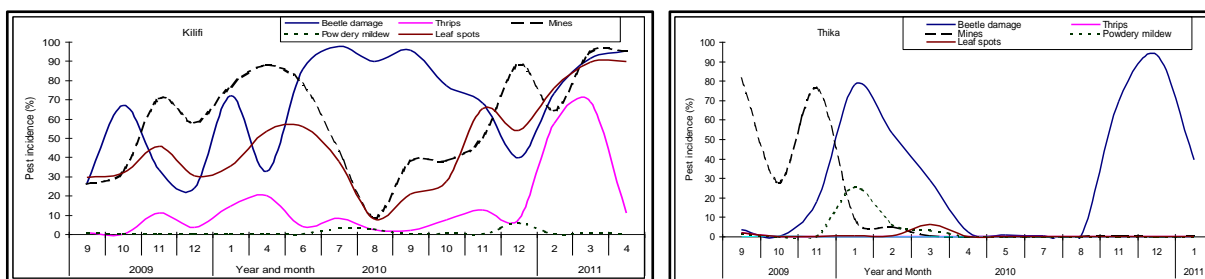 Kilifi
Beetle damage Thrips Mines
Powdery mildew Leaf spots
Pest incidence (%)
100
90
80
70
60
50
40
30
20
10
0
9 10 11 12 1 4 6 7 8 9 10 11 12 2 3 4
2009 Year and month 2010 2011
Thika
Beetle damage Thrips
Mines Powdery mildew
Leaf spots
Pest incidence (%)
100
90
80
70
60
50
40
30
20
10
0
9 10 11 1 2 3 4 5 7 8 11 12 1
2009 Year and month 2010 2011